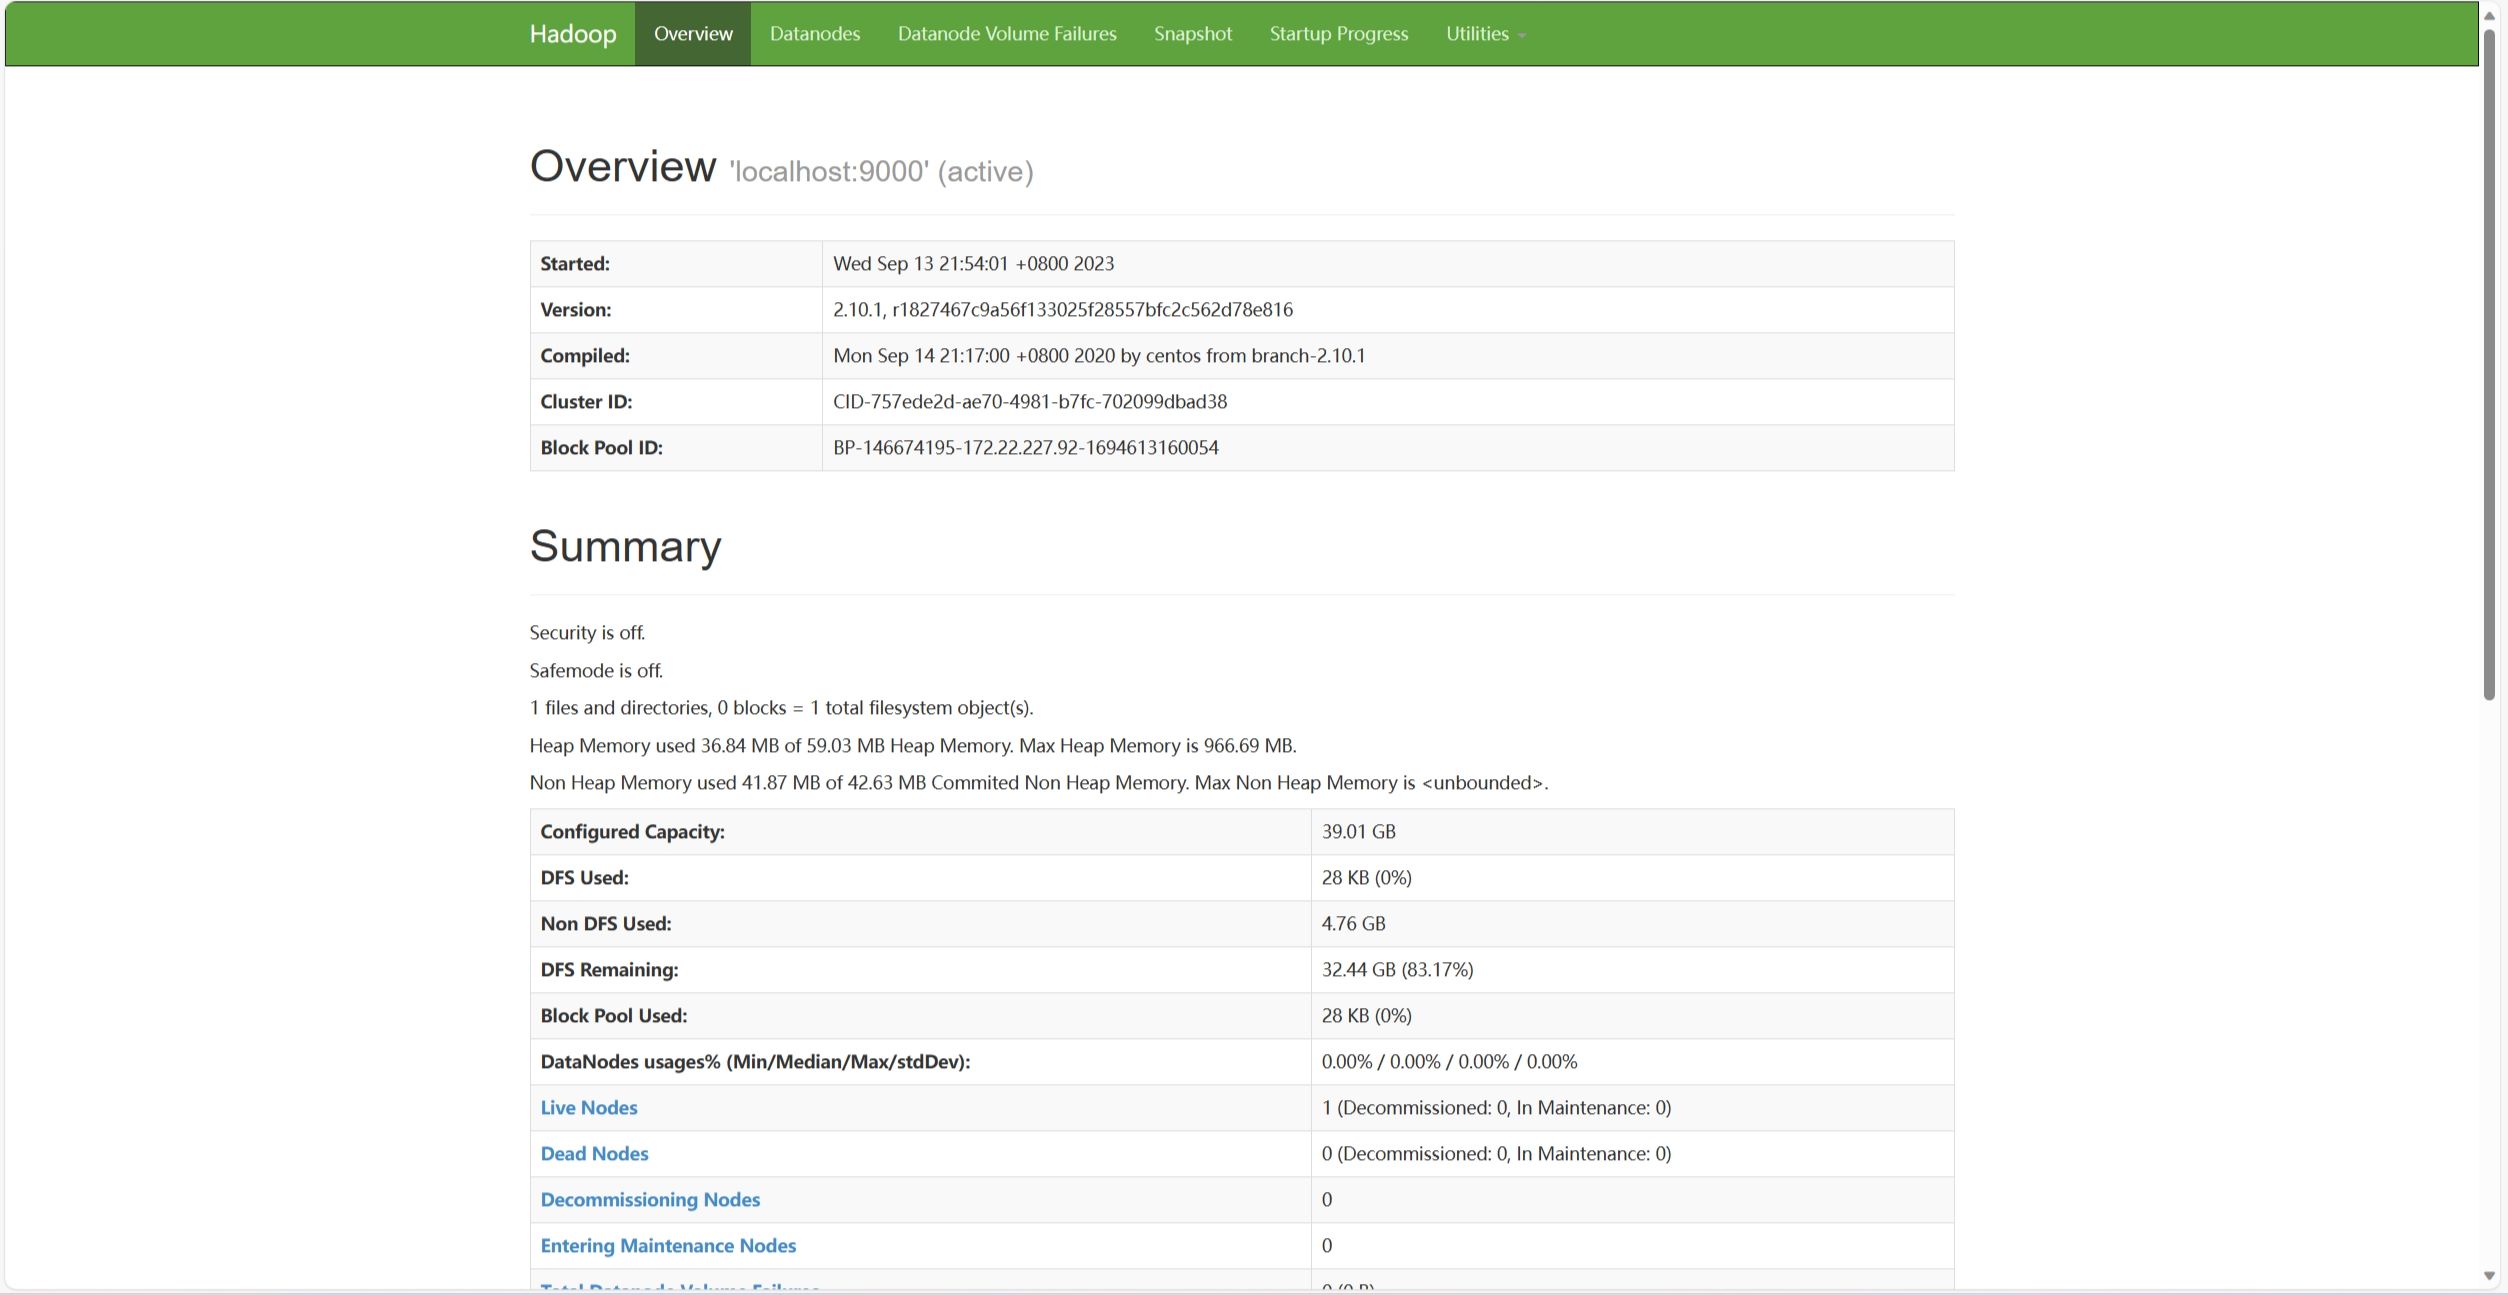 Hadoop Overview Datanodes Datanode Volume Failures Snapshot Startup Progress Utilities
Overview 'localhost:9000' (active)
Started: Wed Sep 13 21:54:01 +0800 2023
Version: 2.10.1, r1827467c9a56f133025f28557bfc2c562d78e816
Compiled: Mon Sep 14 21:17:00 +0800 2020 by centos from branch-2.10.1
Cluster ID: CID-757ede2d-ae70-4981-b7fc-702099dbad38
Block Pool ID: BP-146674195-172.22.227.92-1694613160054
Summary
Security is off.
Safemode is off.
1 files and directories, 0 blocks = 1 total filesystem object(s).
Heap Memory used 36.84 MB of 59.03 MB Heap Memory. Max Heap Memory is 966.69 MB.
Non Heap Memory used 41.87 MB of 42.63 MB Commited Non Heap Memory. Max Non Heap Memory is <unbounded>.
Configured Capacity: 39.01 GB
DFS Used: 28 KB (0%)
Non DFS Used: 4.76 GB
DFS Remaining: 32.44 GB (83.17%)
Block Pool Used: 28 KB (0%)
DataNodes usages% (Min/Median/Max/stdDev): 0.00% / 0.00% / 0.00% / 0.00%
Live Nodes 1 (Decommissioned: 0, In Maintenance: 0)
Dead Nodes 0 (Decommissioned: 0, In Maintenance: 0)
Decommissioning Nodes 0
Entering Maintenance Nodes 0
Total Datanode Volume Failures 0 (0 B)